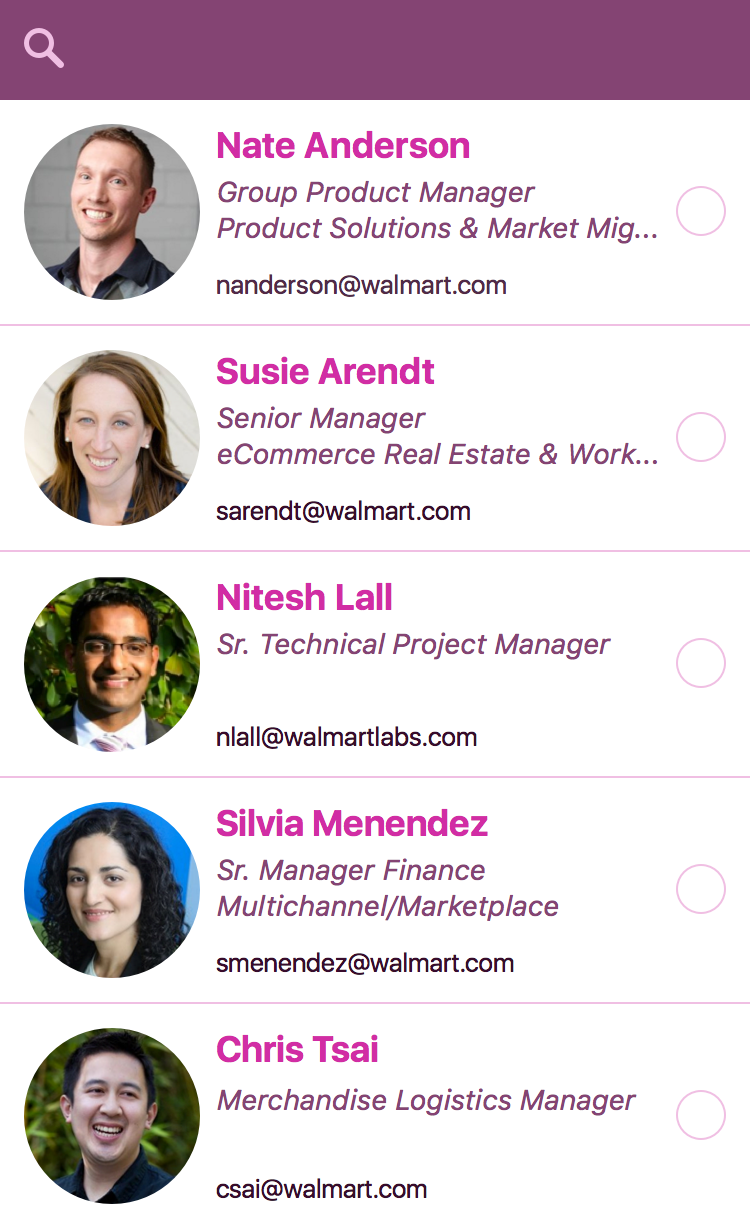 Nate Anderson
Group Product Manager
Product Solutions & Market Mig...
nanderson@walmart.com
Susie Arendt
Senior Manager
eCommerce Real Estate & Work...
sarendt@walmart.com
Nitesh Lall
Sr. Technical Project Manager
nlall@walmartlabs.com
Silvia Menendez
Sr. Manager Finance
Multichannel/Marketplace
smenendez@walmart.com
Chris Tsai
Merchandise Logistics Manager
csai@walmart.com